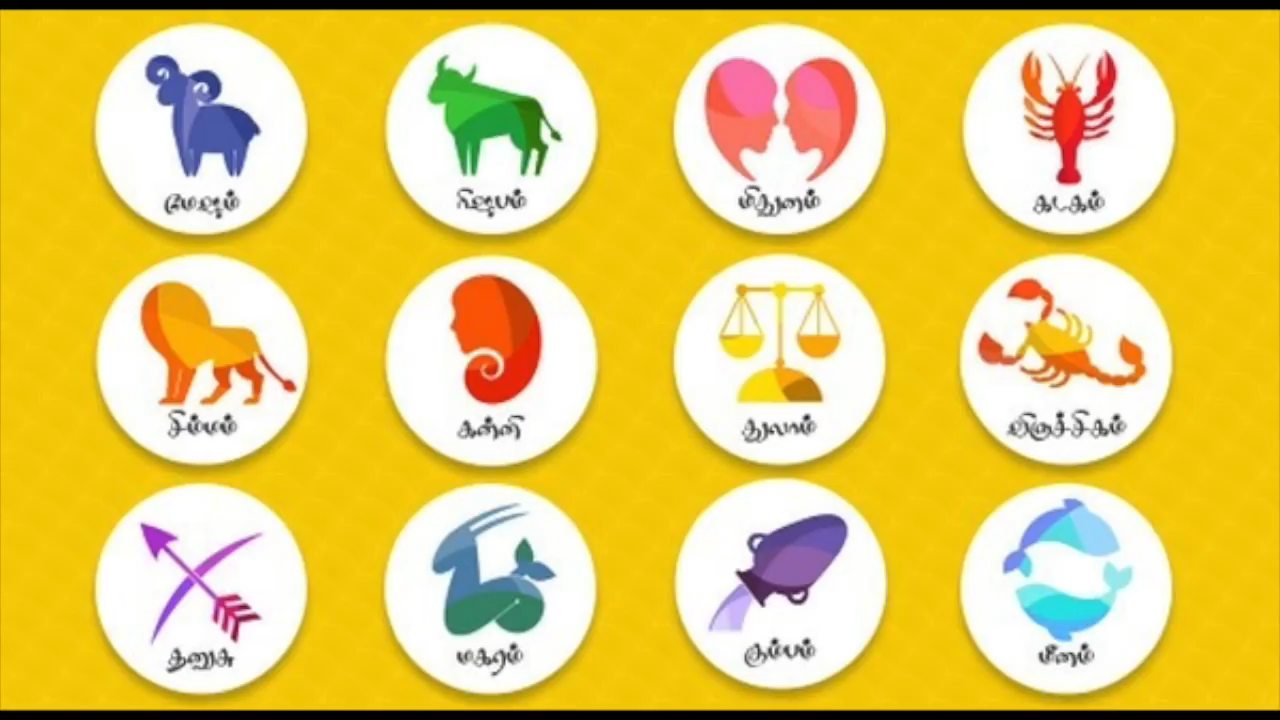 மேஷம்
ரிஷபம்
மிதுனம்
கடகம்
சிம்மம்
கன்னி
துலாம்
விருச்சிகம்
தனுசு
மகரம்
கும்பம்
மீனம்